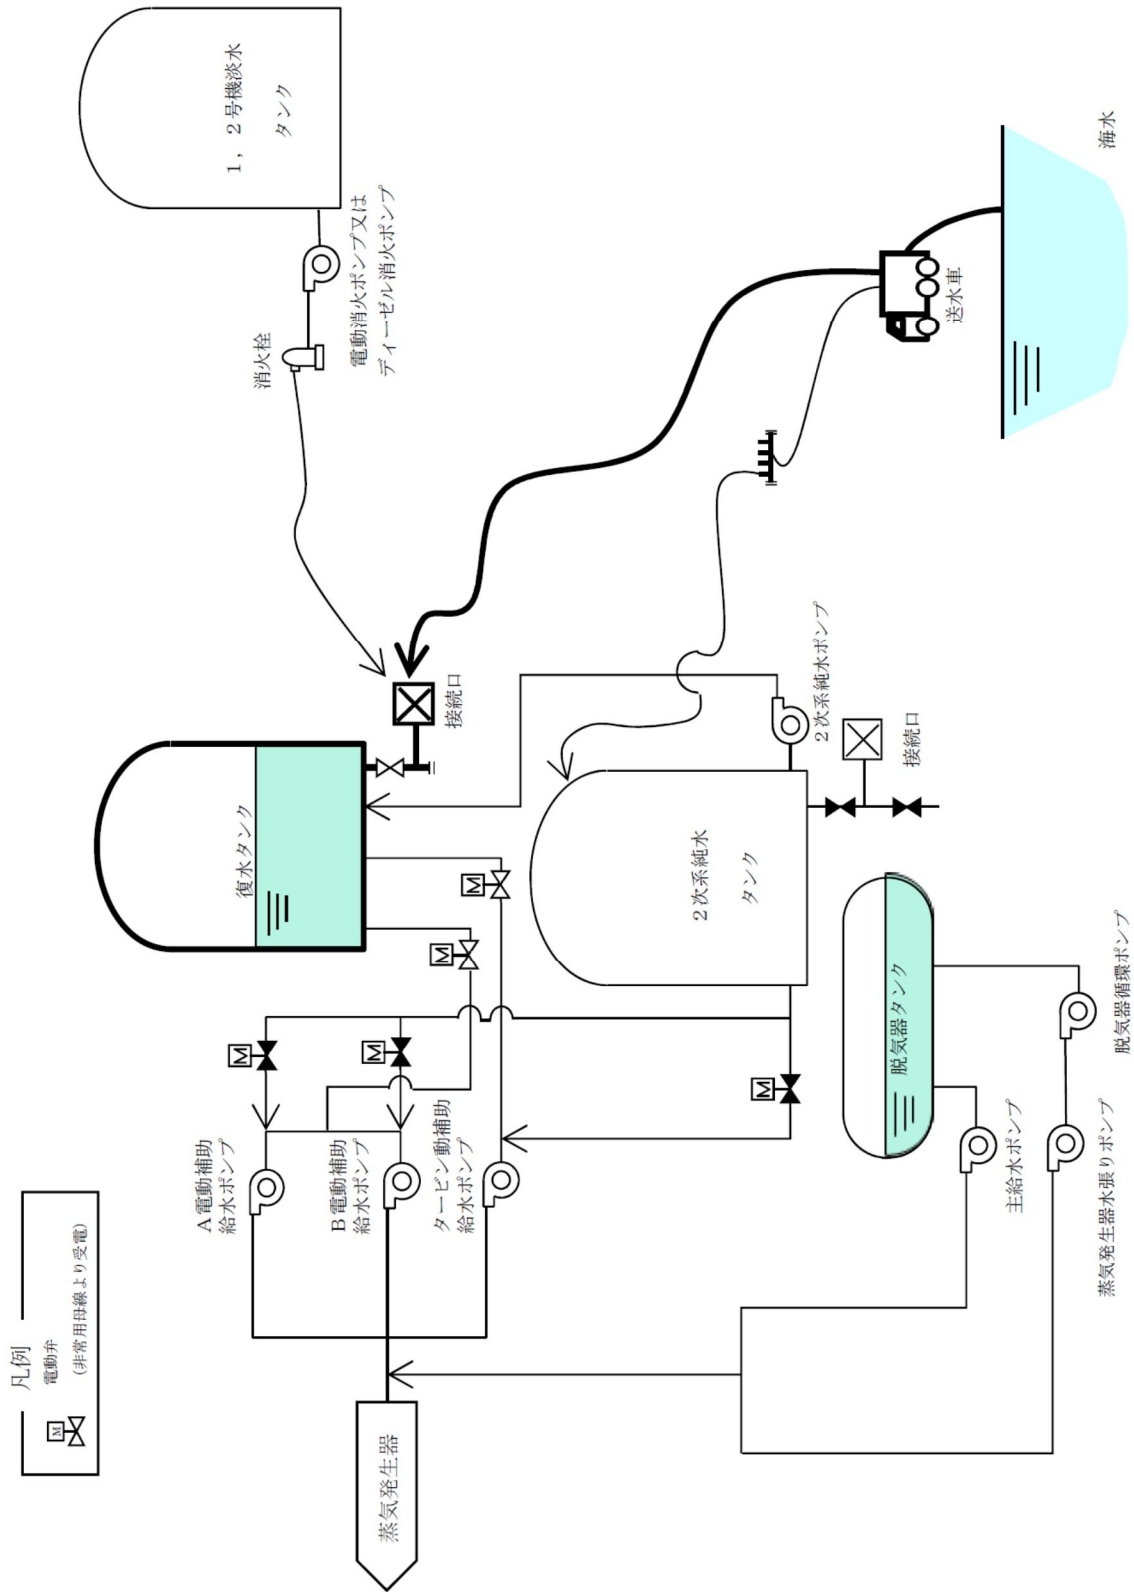 凡例
M
電動弁
(非常用母線より受電)
蒸気発生器
A電動補助
給水ポンプ
B電動補助
給水ポンプ
タービン動補助
給水ポンプ
M
M
M
M
M
復水タンク
接続口
消火栓
電動消火ポンプ又は
ディーゼル消火ポンプ
1,2号機淡水
タンク
2次系純水
タンク
2次系純水ポンプ
接続口
送水車
海水
脱気器タンク
主給水ポンプ
蒸気発生器水張りポンプ
脱気器循環ポンプ